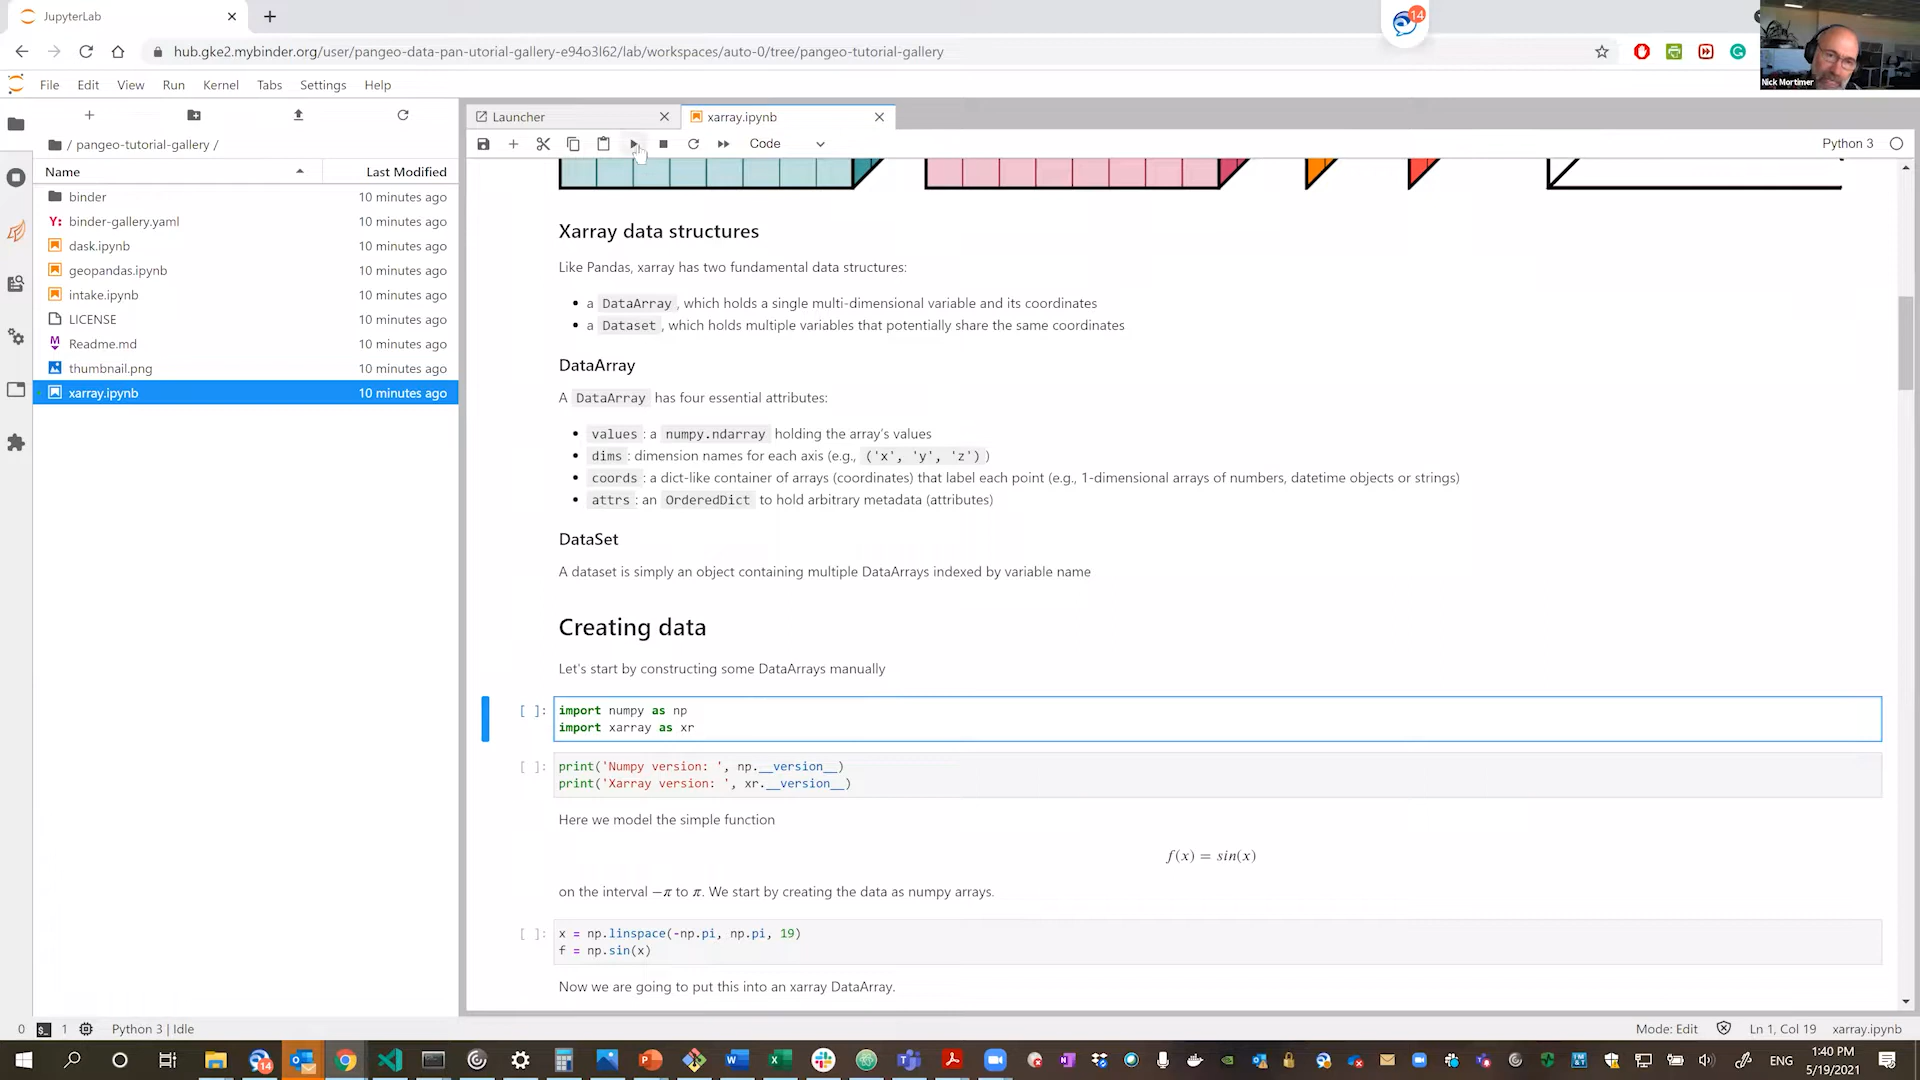 JupyterLab
14
hub.gke2.mybinder.org/user/pangeo-data-pan-utorial-gallery-e94o3l62/lab/workspaces/auto-0/tree/pangeo-tutorial-gallery
Nick Mortimer
File Edit View Run Kernel Tabs Settings Help
Launcher
xarray.ipynb
/ pangeo-tutorial-gallery /
Code
Python 3
Name Last Modified
binder 10 minutes ago
Y: binder-gallery.yaml 10 minutes ago
dask.ipynb 10 minutes ago
geopandas.ipynb 10 minutes ago
intake.ipynb 10 minutes ago
LICENSE 10 minutes ago
Readme.md 10 minutes ago
thumbnail.png 10 minutes ago
xarray.ipynb 10 minutes ago
Xarray data structures
Like Pandas, xarray has two fundamental data structures:
• a DataArray , which holds a single multi-dimensional variable and its coordinates
• a Dataset , which holds multiple variables that potentially share the same coordinates
DataArray
A DataArray has four essential attributes:
• values : a numpy.ndarray holding the array's values
• dims : dimension names for each axis (e.g., ('x', 'y', 'z') )
• coords : a dict-like container of arrays (coordinates) that label each point (e.g., 1-dimensional arrays of numbers, datetime objects or strings)
• attrs : an OrderedDict to hold arbitrary metadata (attributes)
DataSet
A dataset is simply an object containing multiple DataArrays indexed by variable name
Creating data
Let's start by constructing some DataArrays manually
[ ]: import numpy as np
import xarray as xr
[ ]: print('Numpy version: ', np.__version__)
print('Xarray version: ', xr.__version__)
Here we model the simple function
f(x) = sin(x)
on the interval −π to π. We start by creating the data as numpy arrays.
[ ]: x = np.linspace(-np.pi, np.pi, 19)
f = np.sin(x)
Now we are going to put this into an xarray DataArray.
0 1 Python 3 | Idle
Mode: Edit Ln 1, Col 19 xarray.ipynb
ENG
1:40 PM
5/19/2021